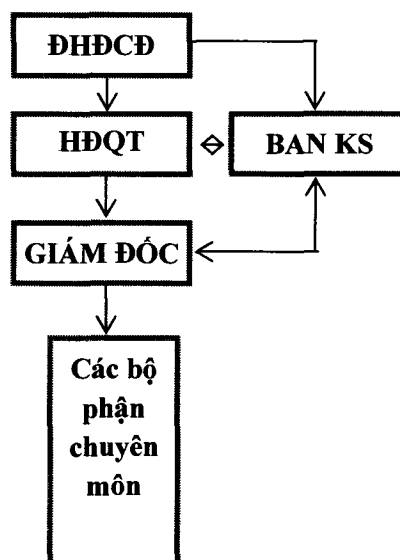 ĐHĐCĐ
HĐQT
BAN KS
GIÁM ĐỐC
Các bộ
phận
chuyên
môn